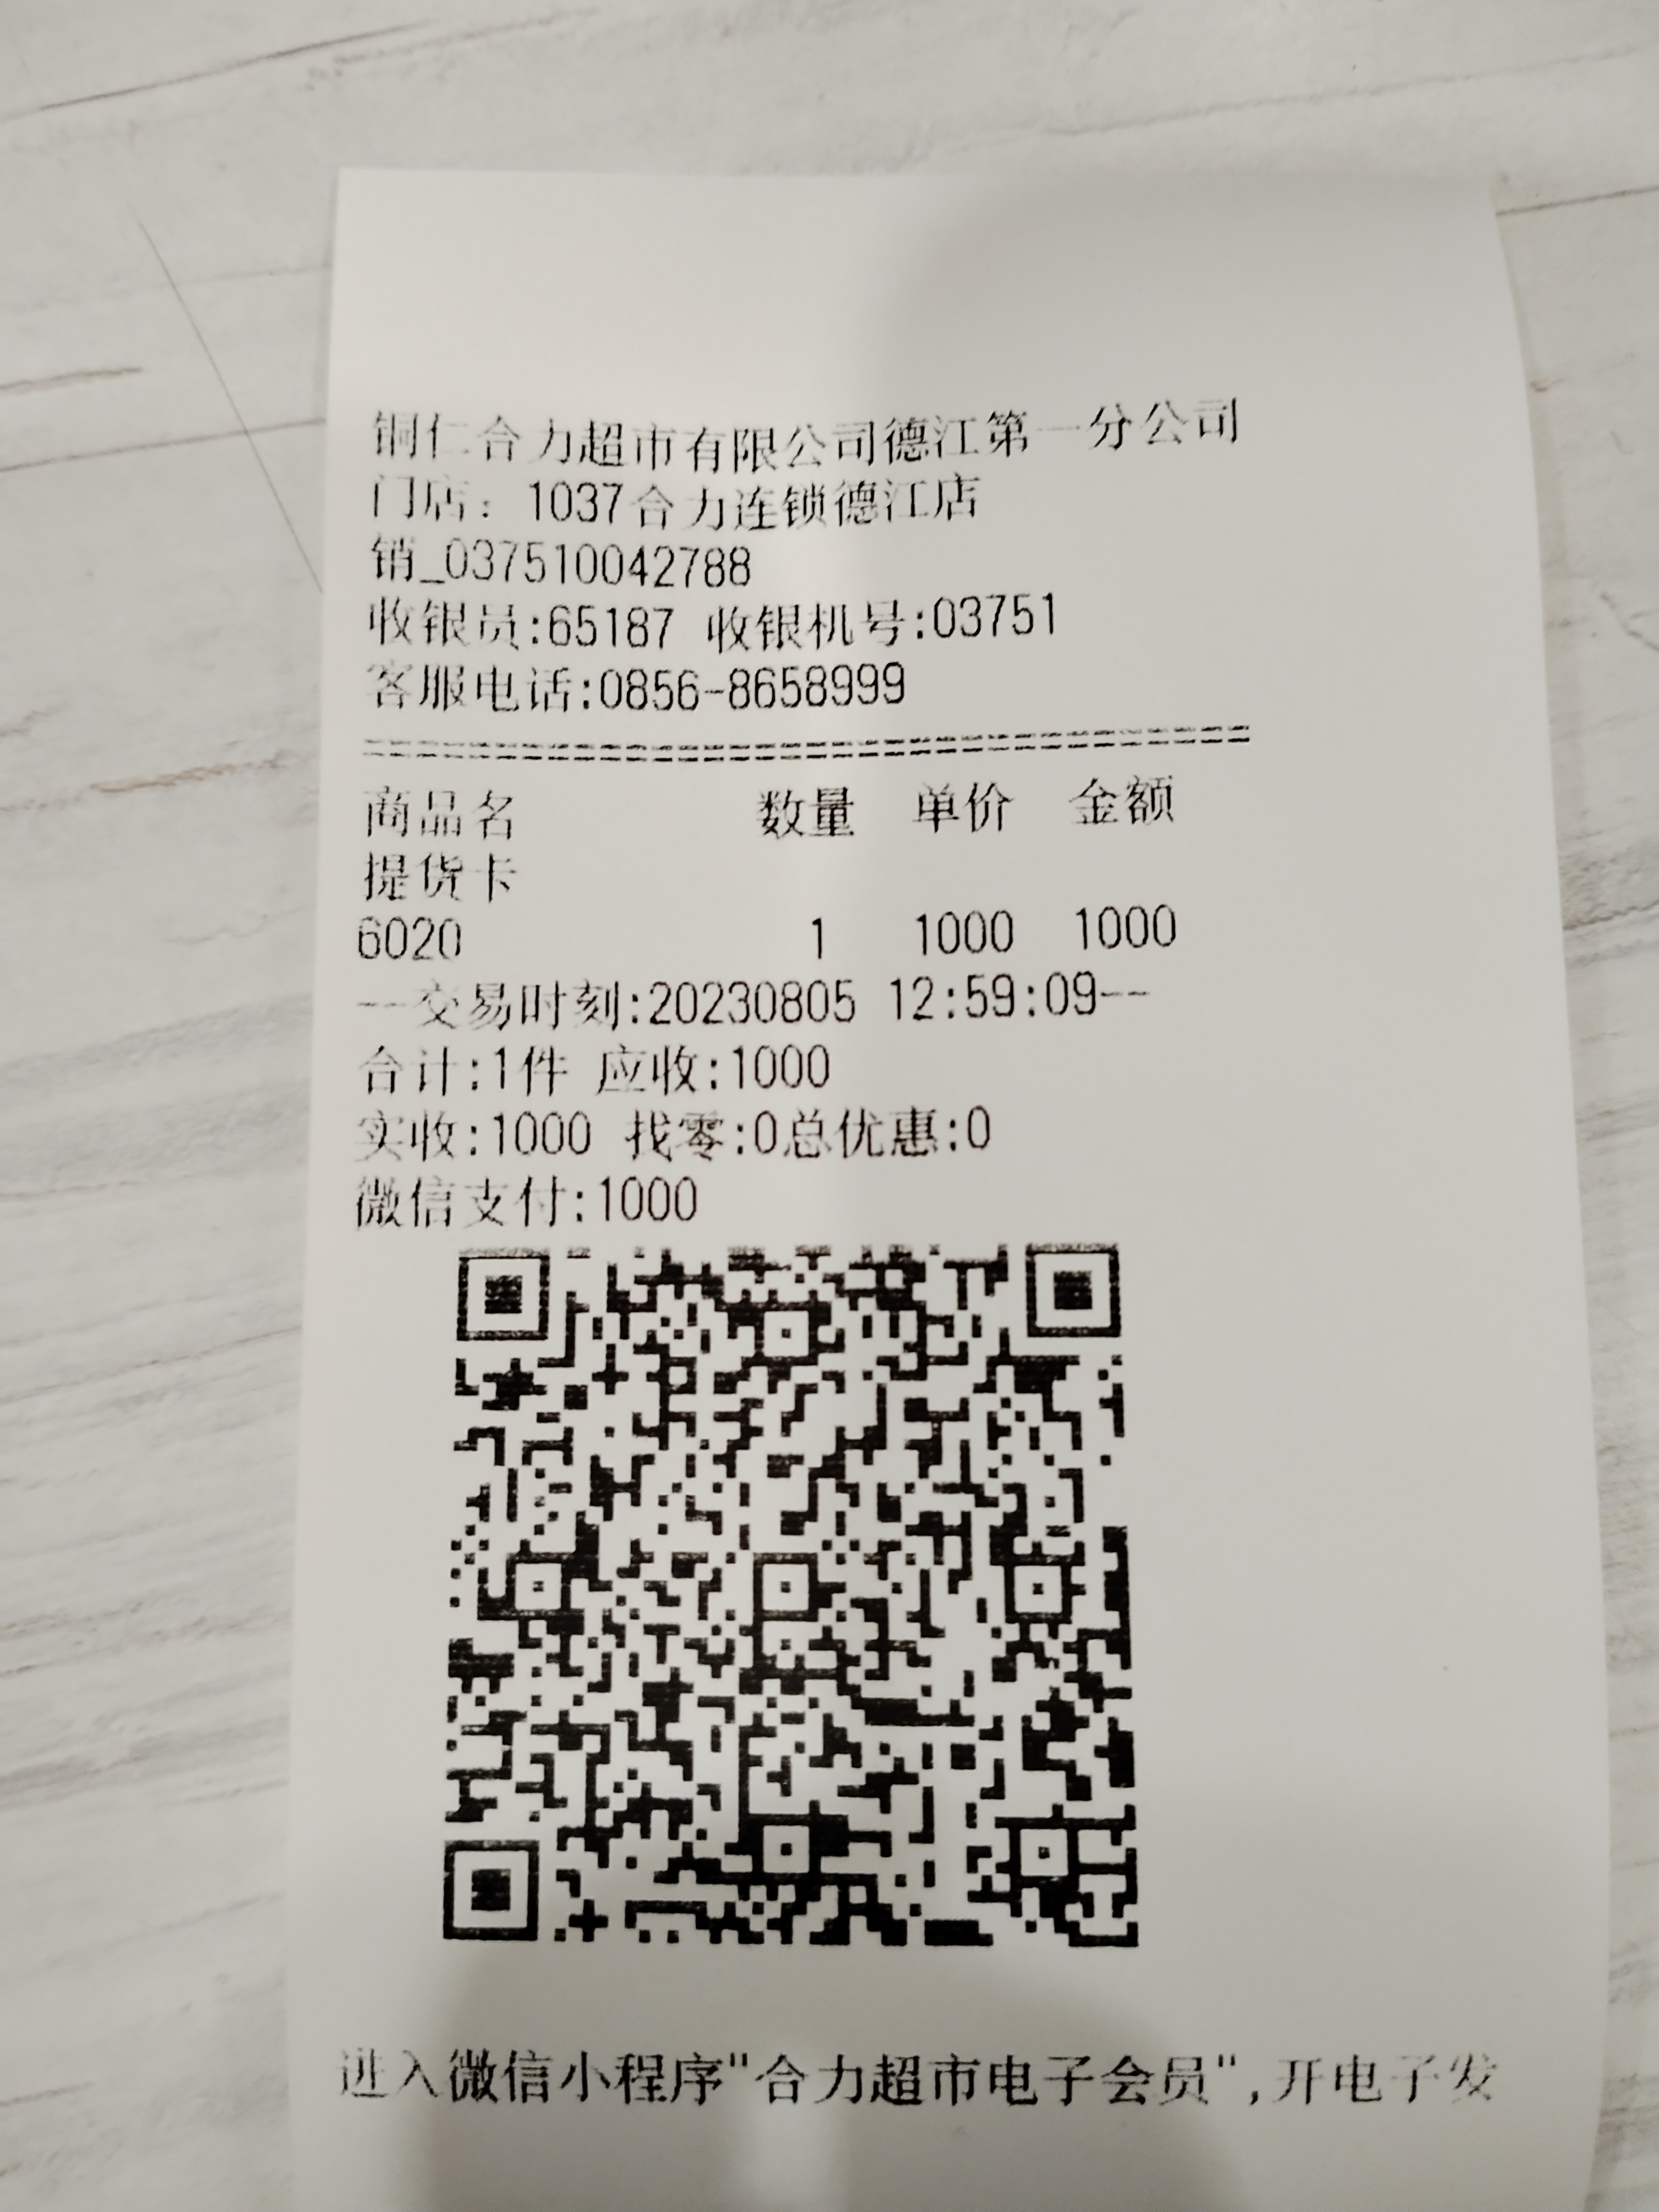 铜仁合力超市有限公司德江第一分公司
门店：1037合力连锁德江店
销_037510042788
收银员:65187 收银机号:03751
客服电话:0856-8658999
==================================
商品名 数量 单价 金额
提货卡
6020 1 1000 1000
--交易时刻:20230805 12:59:09--
合计:1件 应收:1000
实收:1000 找零:0总优惠:0
微信支付:1000
进入微信小程序"合力超市电子会员",开电子发